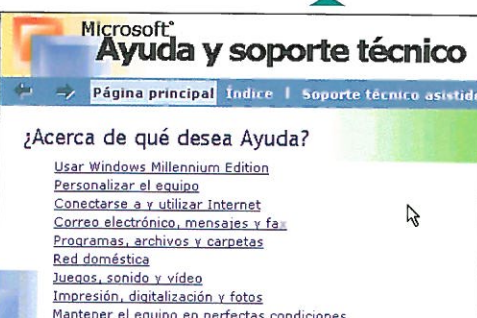 Microsoft®
Ayuda y soporte técnico
Página principal Índice | Soporte técnico asistid
¿Acerca de qué desea Ayuda?
Usar Windows Millennium Edition
Personalizar el equipo
Conectarse a y utilizar Internet
Correo electrónico, mensajes y fax
Programas, archivos y carpetas
Red doméstica
Juegos, sonido y vídeo
Impresión, digitalización y fotos
Mantener el equipo en perfectas condiciones